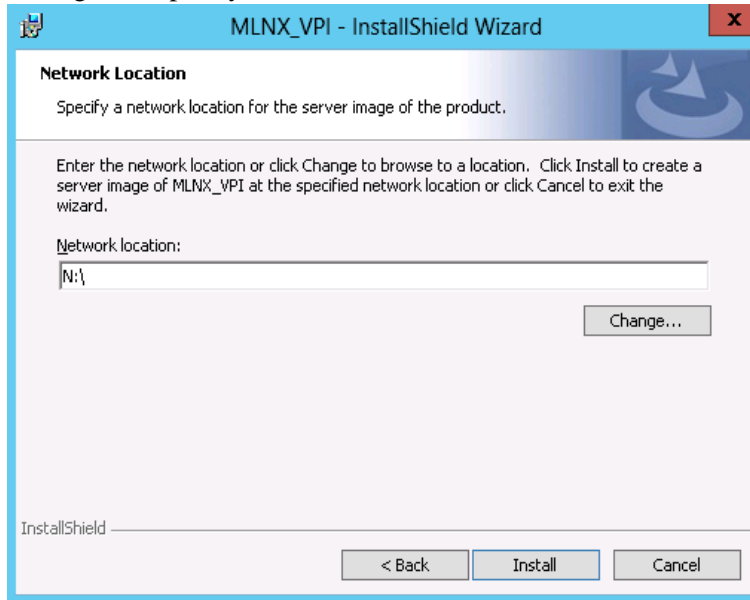 MLNX_VPI - InstallShield Wizard
x
Network Location
Specify a network location for the server image of the product.
Enter the network location or click Change to browse to a location.  Click Install to create a
server image of MLNX_VPI at the specified network location or click Cancel to exit the
wizard.
Network location:
N:\
Change...
InstallShield
< Back
Install
Cancel